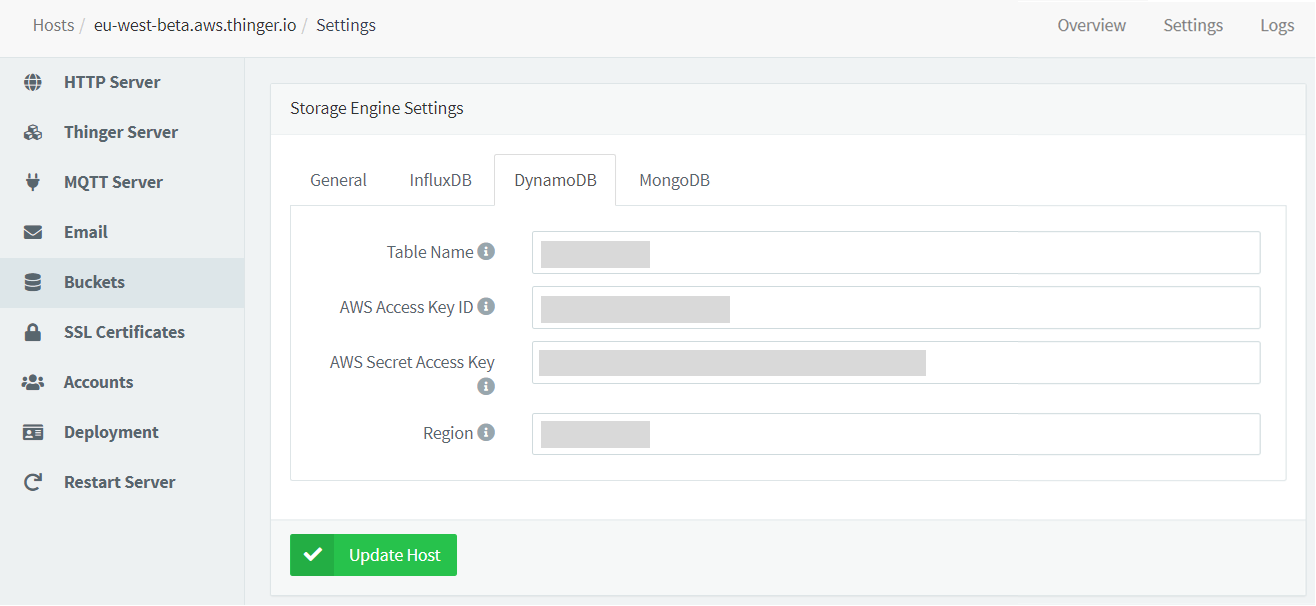 Hosts / eu-west-beta.aws.thinger.io / Settings
Overview Settings Logs
HTTP Server
Thinger Server
MQTT Server
Email
Buckets
SSL Certificates
Accounts
Deployment
Restart Server
Storage Engine Settings
General InfluxDB DynamoDB MongoDB
Table Name
AWS Access Key ID
AWS Secret Access Key
Region
Update Host